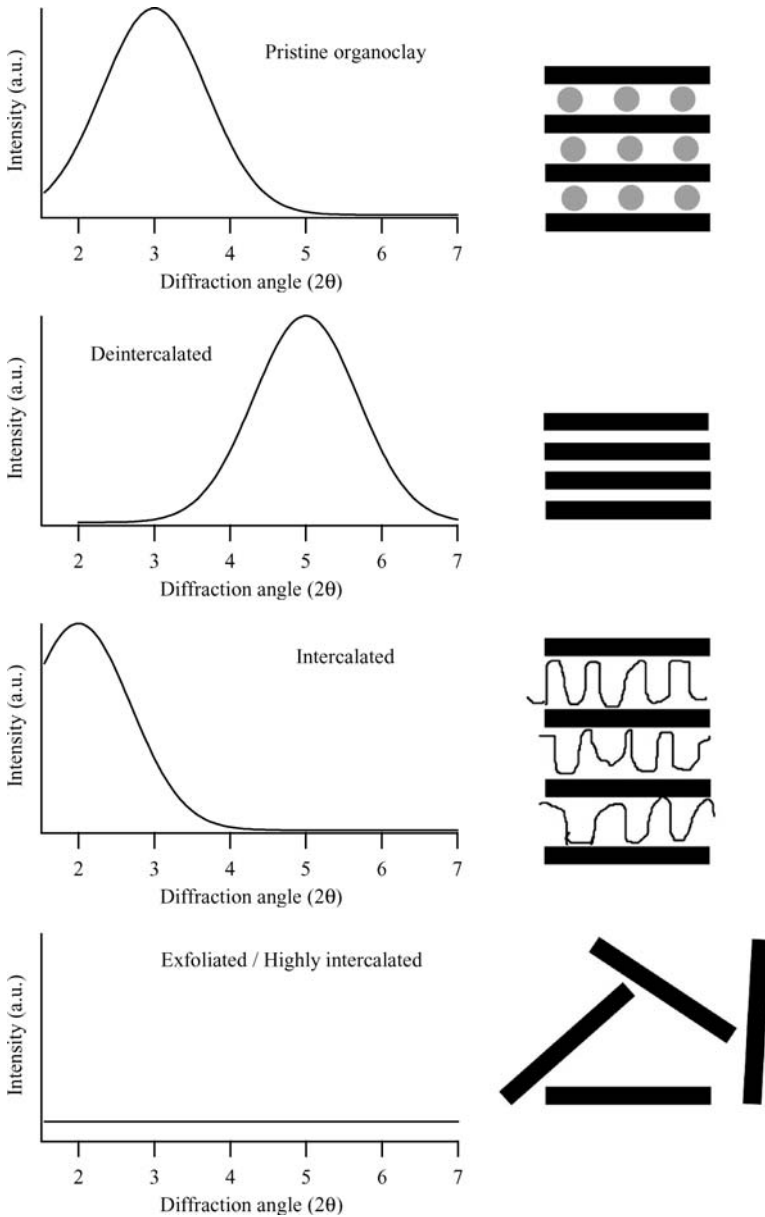 Intensity (a.u.)
Pristine organoclay
2 3 4 5 6 7
Diffraction angle (2θ)
Intensity (a.u.)
Deintercalated
2 3 4 5 6 7
Diffraction angle (2θ)
Intensity (a.u.)
Intercalated
2 3 4 5 6 7
Diffraction angle (2θ)
Intensity (a.u.)
Exfoliated / Highly intercalated
2 3 4 5 6 7
Diffraction angle (2θ)